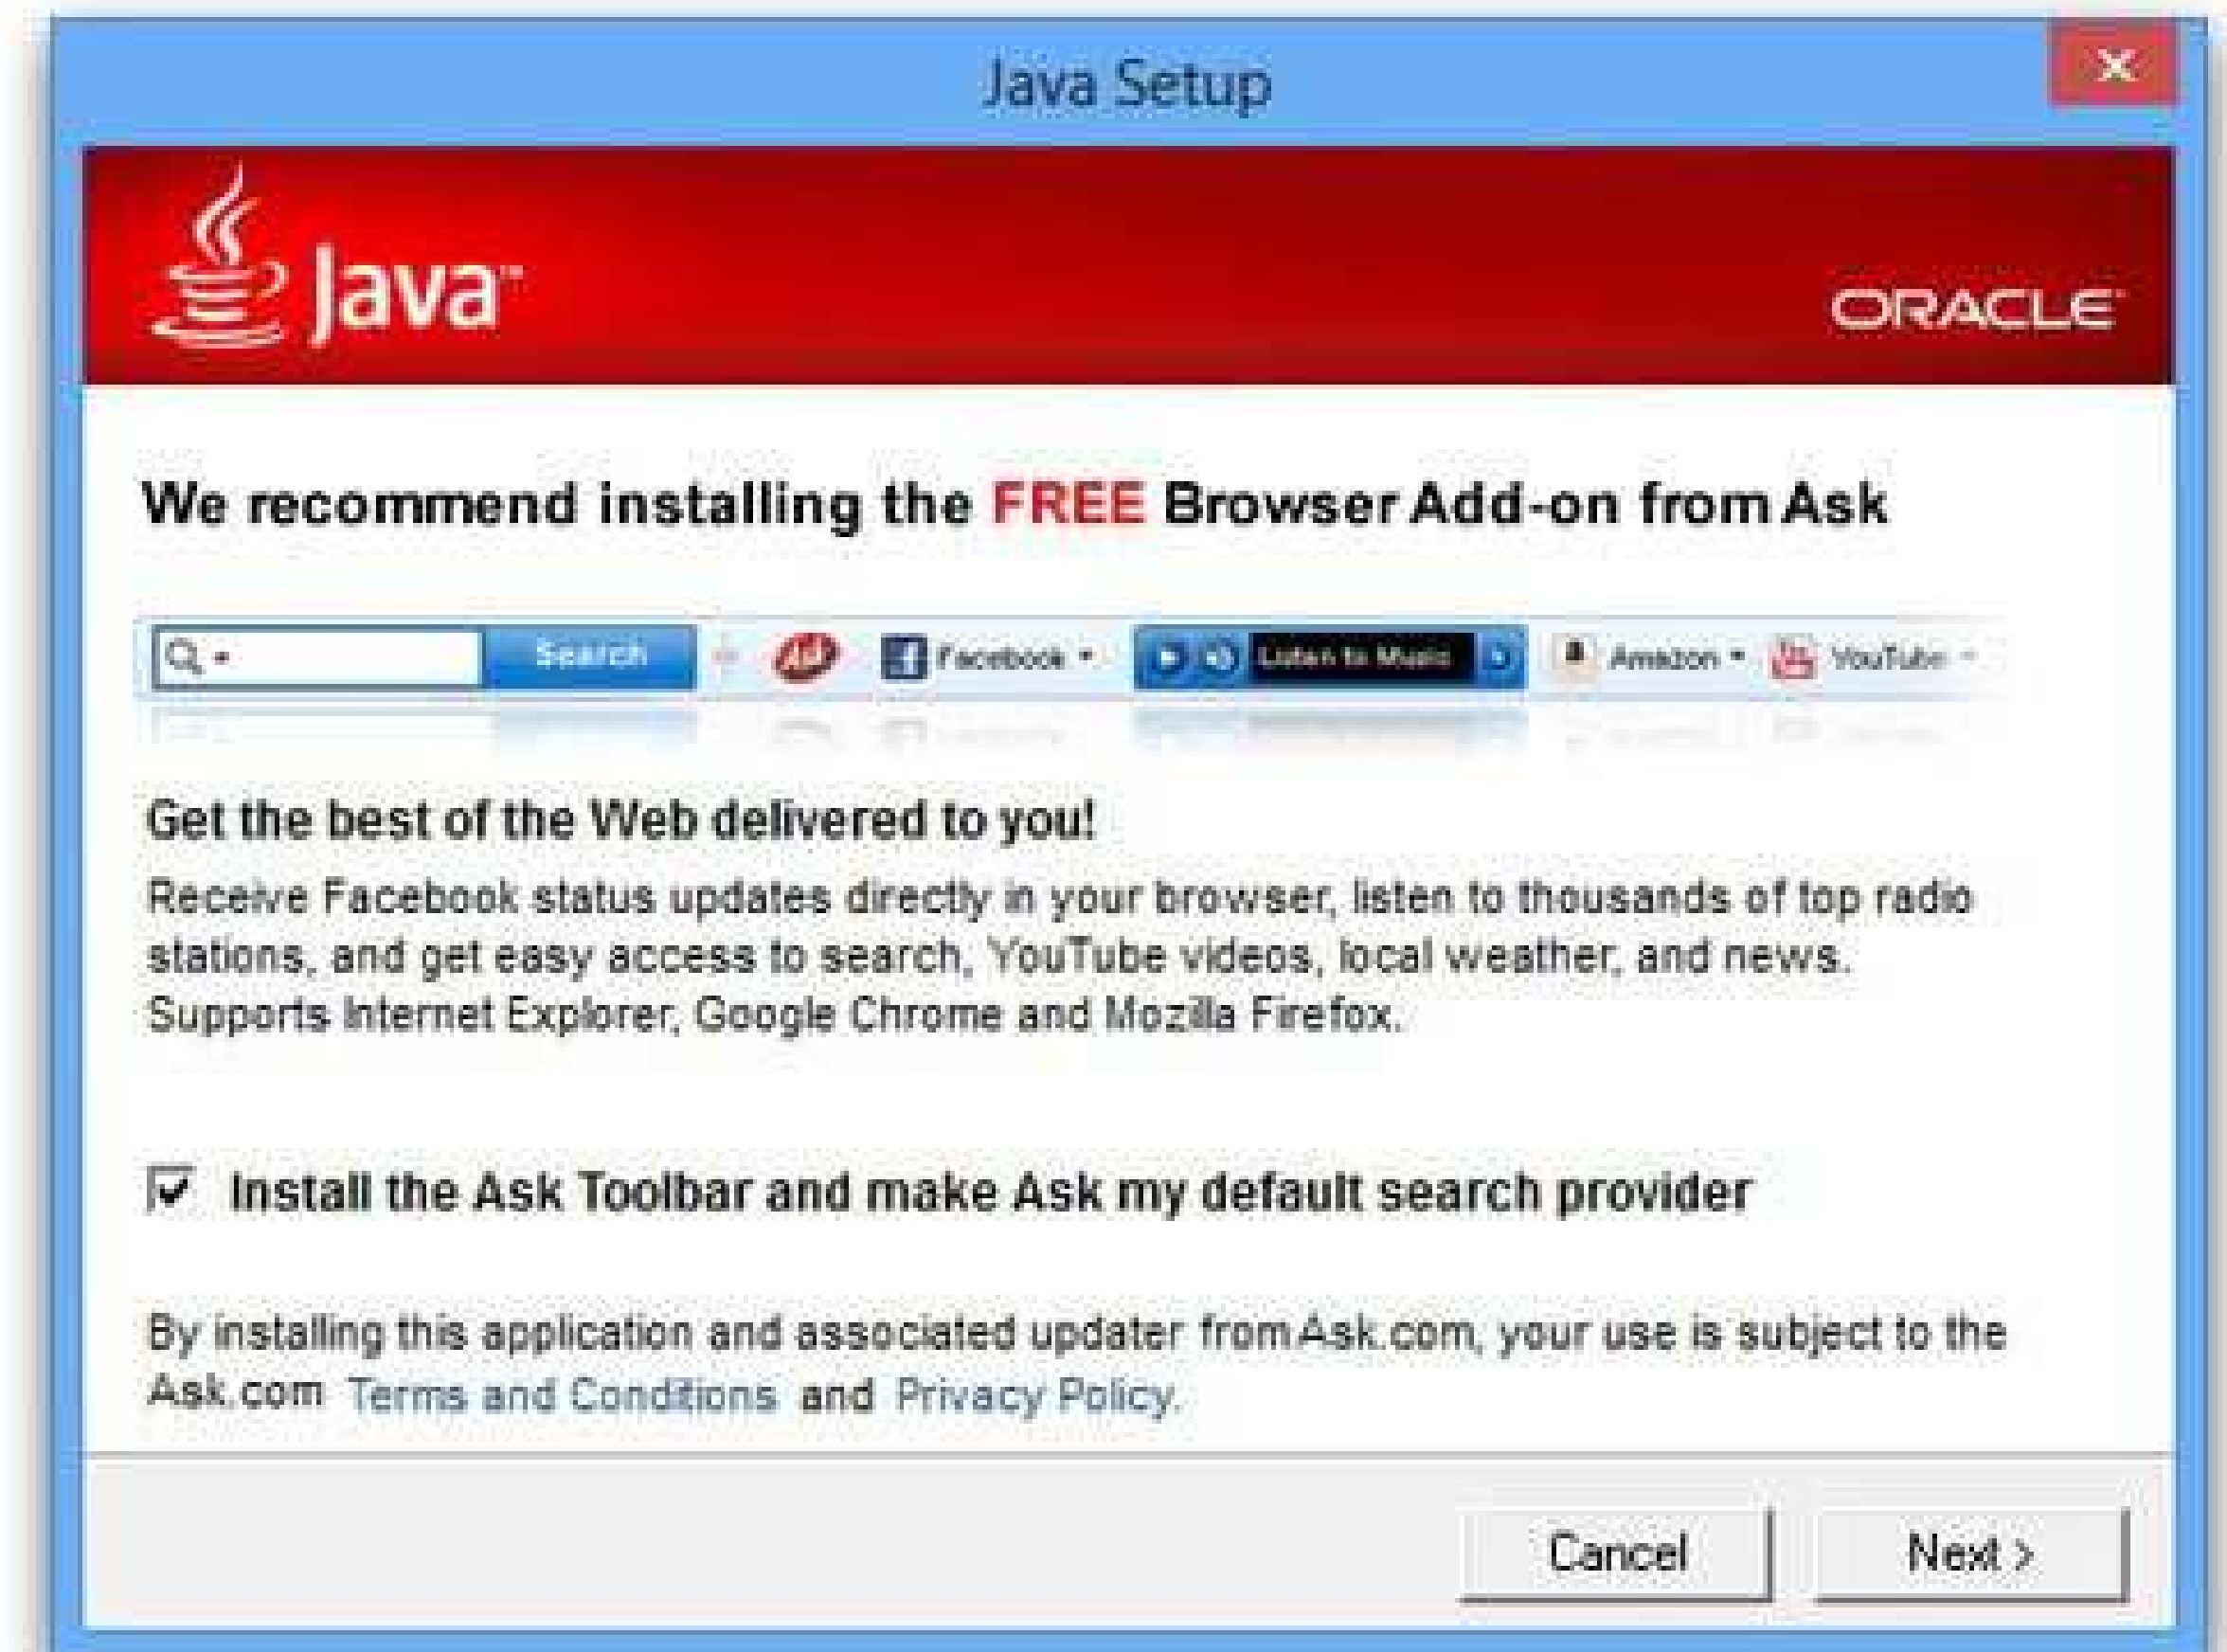 Java Setup
x
Java™
ORACLE
We recommend installing the FREE Browser Add-on from Ask
Search Ask Facebook Listen to Music Amazon YouTube
Get the best of the Web delivered to you!
Receive Facebook status updates directly in your browser, listen to thousands of top radio
stations, and get easy access to search, YouTube videos, local weather, and news.
Supports Internet Explorer, Google Chrome and Mozilla Firefox.
Install the Ask Toolbar and make Ask my default search provider
By installing this application and associated updater from Ask.com, your use is subject to the
Ask.com Terms and Conditions and Privacy Policy.
Cancel Next >